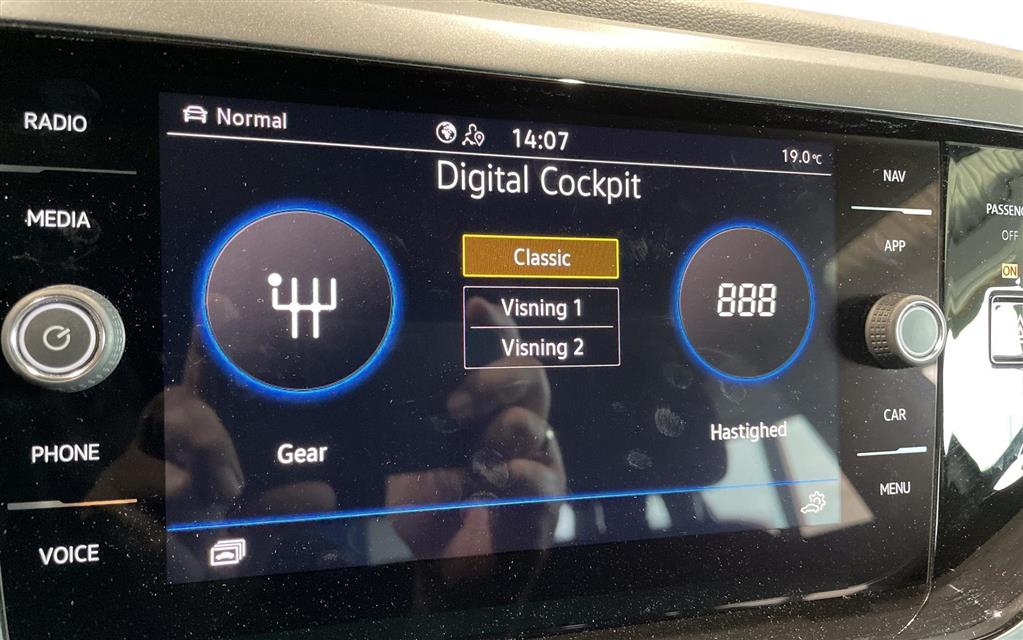 RADIO
MEDIA
PHONE
VOICE
Normal
14:07
19.0°C
Digital Cockpit
Classic
Visning 1
Visning 2
888
Gear
Hastighed
NAV
APP
CAR
MENU
OFF
ON